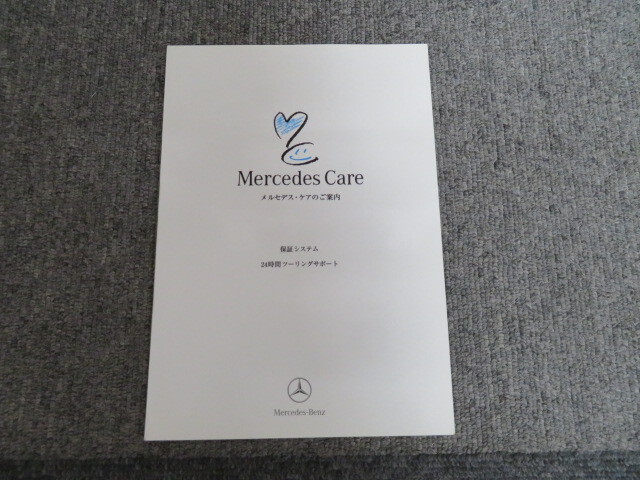 Mercedes Care
メルセデス・ケアのご案内
保証システム
24時間ツーリングサポート
Mercedes-Benz